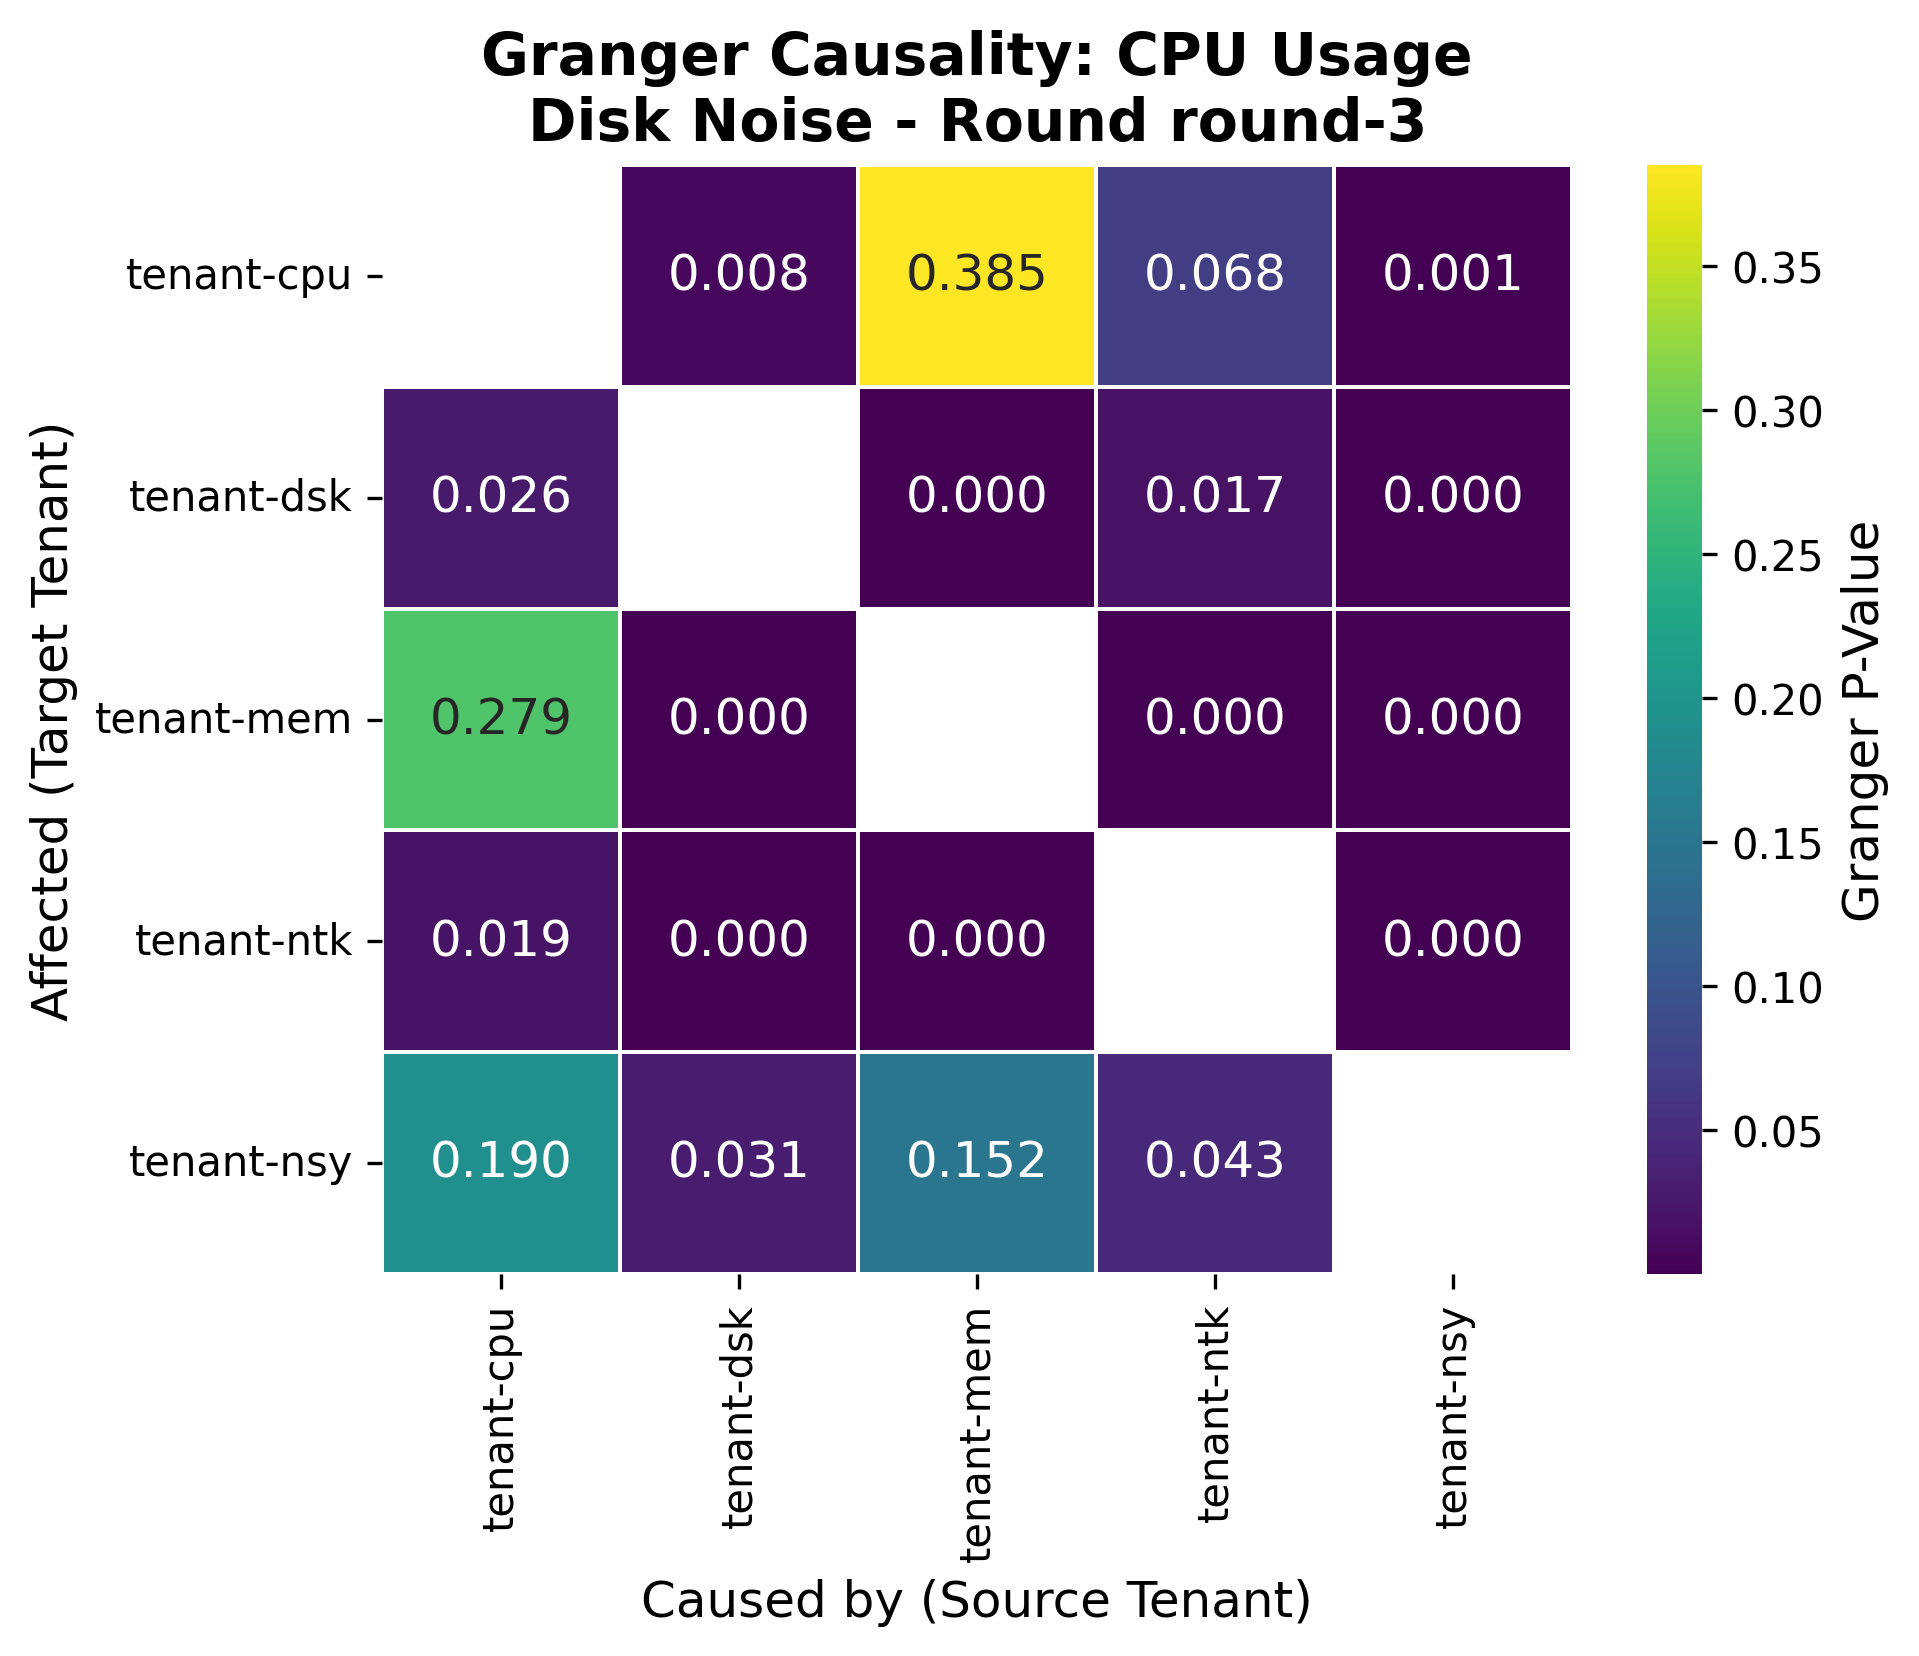 Granger Causality: CPU Usage
Disk Noise - Round round-3
Affected (Target Tenant)
tenant-cpu
0.008 0.385 0.068 0.001
tenant-dsk
0.026 0.000 0.017 0.000
tenant-mem
0.279 0.000 0.000 0.000
tenant-ntk
0.019 0.000 0.000 0.000
tenant-nsy
0.190 0.031 0.152 0.043
tenant-cpu
tenant-dsk
tenant-mem
tenant-ntk
tenant-nsy
Caused by (Source Tenant)
0.35
0.30
0.25
0.20
0.15
0.10
0.05
Granger P-Value